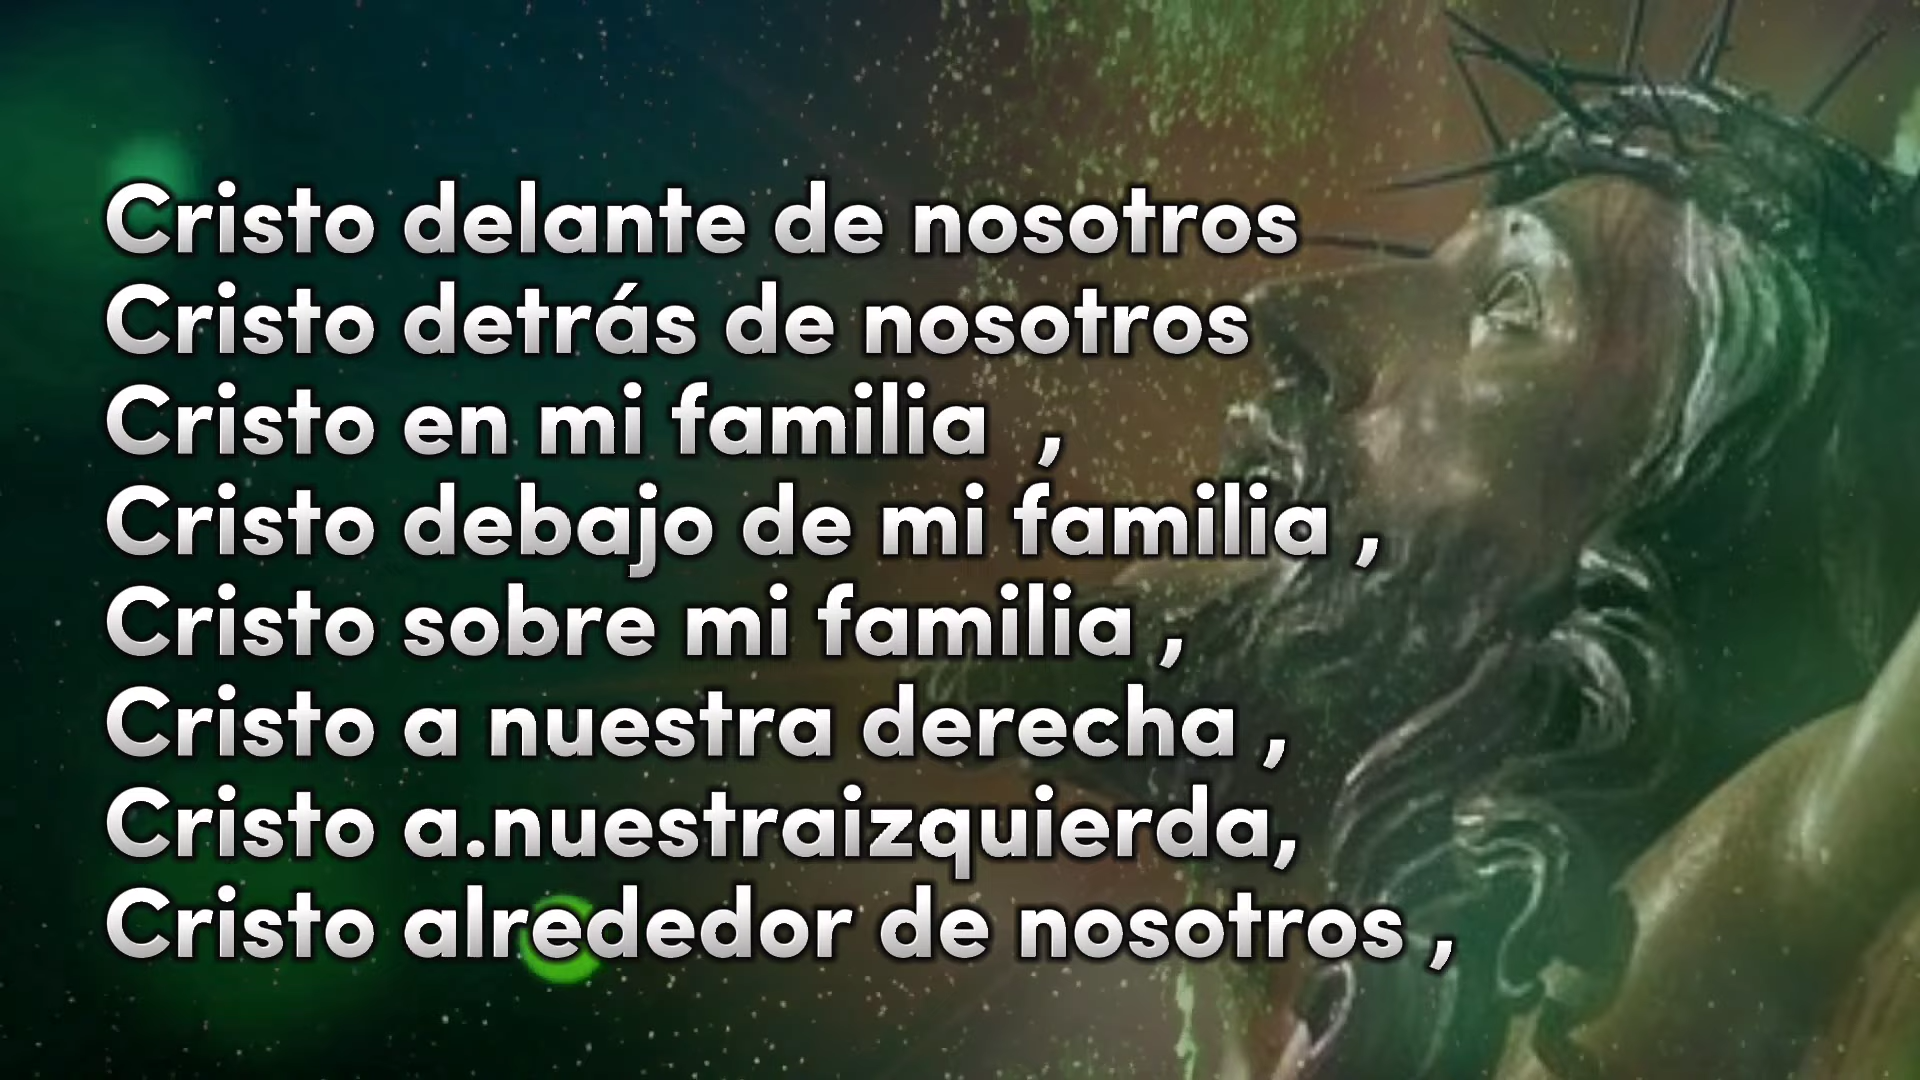 Cristo delante de nosotros
Cristo detrás de nosotros
Cristo en mi familia  ,
Cristo debajo de mi familia ,
Cristo sobre mi familia ,
Cristo a nuestra derecha ,
Cristo a.nuestraizquierda,
Cristo alrededor de nosotros ,